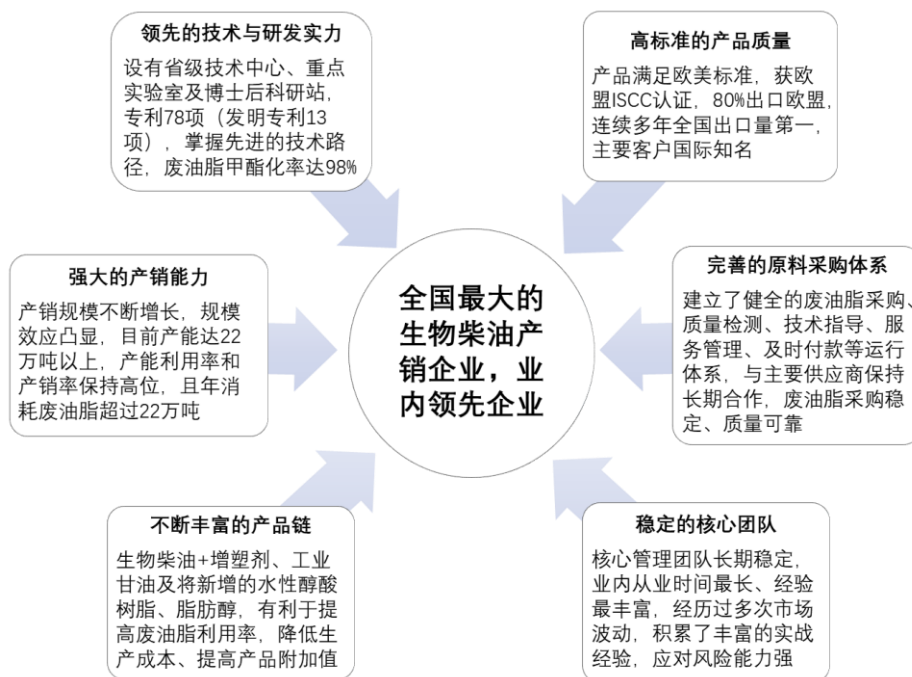 领先的技术与研发实力
设有省级技术中心、重点
实验室及博士后科研站，
专利78项（发明专利13
项），掌握先进的技术路
径，废油脂甲酯化率达98%
高标准的产品质量
产品满足欧美标准，获欧
盟ISCC认证，80%出口欧盟，
连续多年全国出口量第一，
主要客户国际知名
强大的产销能力
产销规模不断增长，规模
效应凸显，目前产能达22
万吨以上，产能利用率和
产销率保持高位，且年消
耗废油脂超过22万吨
全国最大的
生物柴油产
销企业，业
内领先企业
完善的原料采购体系
建立了健全的废油脂采购、
质量检测、技术指导、服
务管理、及时付款等运行
体系，与主要供应商保持
长期合作，废油脂采购稳
定、质量可靠
不断丰富的产品链
生物柴油+增塑剂、工业
甘油及将新增的水性醇酸
树脂、脂肪醇，有利于提
高废油脂利用率，降低生
产成本、提高产品附加值
稳定的核心团队
核心管理团队长期稳定，
业内从业时间最长、经验
最丰富，经历过多次市场
波动，积累了丰富的实战
经验，应对风险能力强